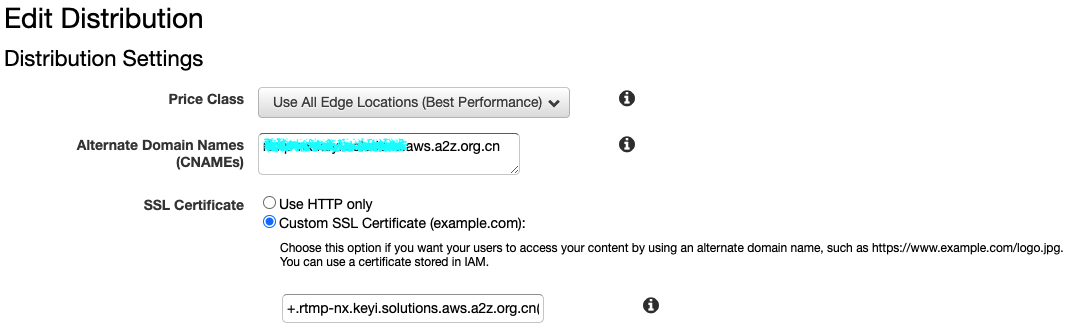 Edit Distribution
Distribution Settings
Price Class
Use All Edge Locations (Best Performance)
Alternate Domain Names
(CNAMEs)
.aws.a2z.org.cn
SSL Certificate
Use HTTP only
Custom SSL Certificate (example.com):
Choose this option if you want your users to access your content by using an alternate domain name, such as https://www.example.com/logo.jpg.
You can use a certificate stored in IAM.
+.rtmp-nx.keyi.solutions.aws.a2z.org.cn(